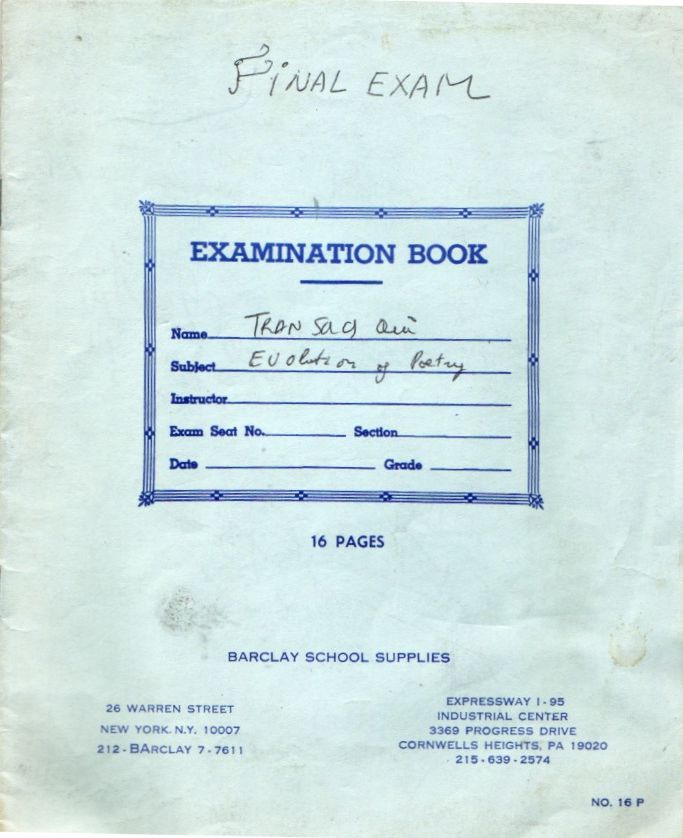 FINAL EXAM
EXAMINATION BOOK
Name TRAN
Subject Evolution of Poetry
Instructor
Exam Seat No. Section
Date Grade
16 PAGES
BARCLAY SCHOOL SUPPLIES
26 WARREN STREET
NEW YORK, N.Y. 10007
212-BARCLAY 7-7611
EXPRESSWAY I-95
INDUSTRIAL CENTER
3369 PROGRESS DRIVE
CORNWELLS HEIGHTS, PA 19020
215-639-2574
NO. 16 P